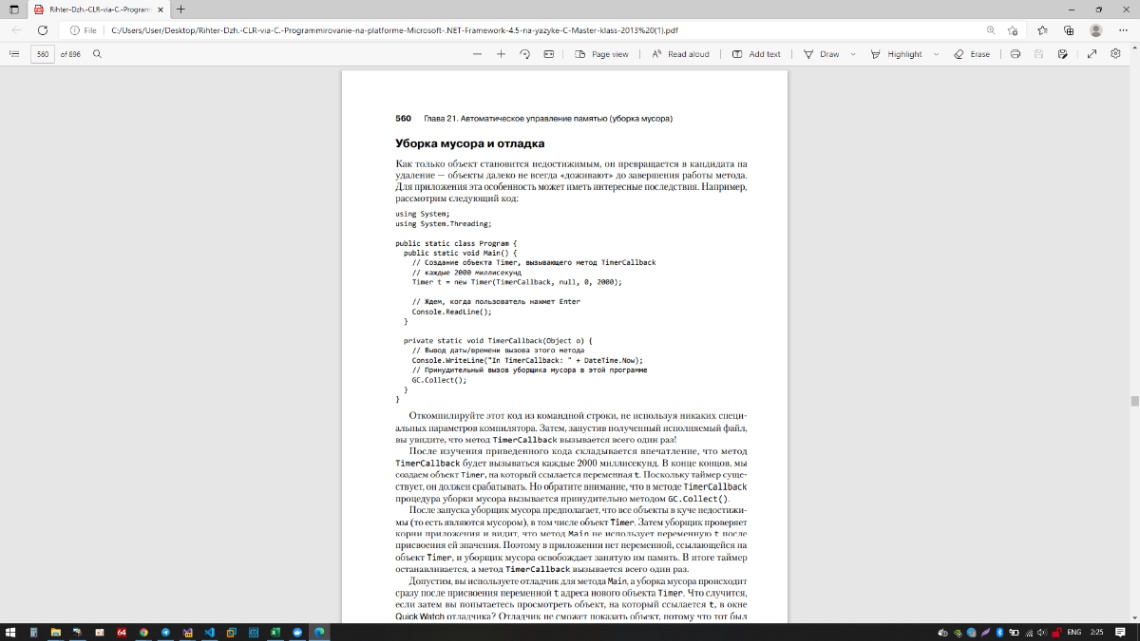 Rihter-Dzh.-CLR-via-C.-Programm
File
C:/Users/User/Desktop/Rihter-Dzh.-CLR-via-C.-Programmirovanie-na-platforme-Microsoft-.NET-Framework-4.5-na-yazyke-C-Master-klass-2013%20(1).pdf
560 of 896
Page view
Read aloud
Add text
Draw
Highlight
Erase
560 Глава 21. Автоматическое управление памятью (уборка мусора)
Уборка мусора и отладка
Как только объект становится недостижимым, он превращается в кандидата на
удаление — объекты далеко не всегда «доживают» до завершения работы метода.
Для приложения эта особенность может иметь интересные последствия. Например,
рассмотрим следующий код:
using System;
using System.Threading;
public static class Program {
public static void Main() {
// Создание объекта Timer, вызывающего метод TimerCallback
// каждые 2000 миллисекунд
Timer t = new Timer(TimerCallback, null, 0, 2000);
// Ждем, когда пользователь нажмет Enter
Console.ReadLine();
}
private static void TimerCallback(Object o) {
// Вывод даты/времени вызова этого метода
Console.WriteLine("In TimerCallback: " + DateTime.Now);
// Принудительный вызов уборщика мусора в этой программе
GC.Collect();
}
}
Откомпилируйте этот код из командной строки, не используя никаких специ-
альных параметров компилятора. Затем, запустив полученный исполняемый файл,
вы увидите, что метод TimerCallback вызывается всего один раз!
После изучения приведенного кода складывается впечатление, что метод
TimerCallback будет вызываться каждые 2000 миллисекунд. В конце концов, мы
создаем объект Timer, на который ссылается переменная t. Поскольку таймер суще-
ствует, он должен срабатывать. Но обратите внимание, что в методе TimerCallback
процедура уборки мусора вызывается принудительно методом GC.Collect().
После запуска уборщик мусора предполагает, что все объекты в куче недостижи-
мы (то есть являются мусором), в том числе объект Timer. Затем уборщик проверяет
корни приложения и видит, что метод Main не использует переменную t после
присвоения ей значения. Поэтому в приложении нет переменной, ссылающейся на
объект Timer, и уборщик мусора освобождает занятую им память. В итоге таймер
останавливается, а метод TimerCallback вызывается всего один раз.
Допустим, вы используете отладчик для метода Main, а уборка мусора происходит
сразу после присвоения переменной t адреса нового объекта Timer. Что случится,
если затем вы попытаетесь просмотреть объект, на который ссылается t, в окне
Quick Watch отладчика? Отладчик не сможет показать объект, потому что тот был
64
ENG 2:25